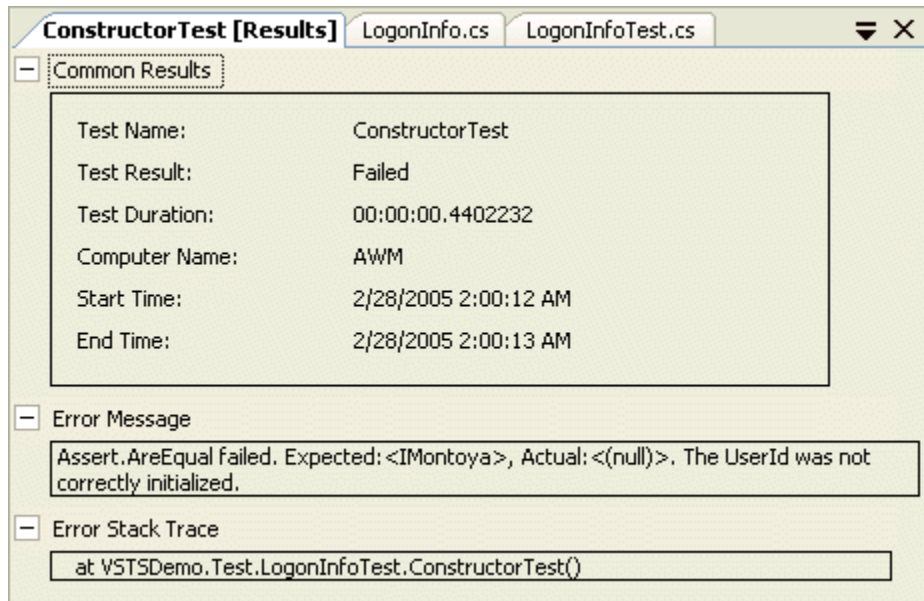 ConstructorTest [Results] LogonInfo.cs LogonInfoTest.cs
Common Results
Test Name: ConstructorTest
Test Result: Failed
Test Duration: 00:00:00.4402232
Computer Name: AWM
Start Time: 2/28/2005 2:00:12 AM
End Time: 2/28/2005 2:00:13 AM
Error Message
Assert.AreEqual failed. Expected:<IMontoya>, Actual:<(null)>. The UserId was not
correctly initialized.
Error Stack Trace
at VSTSDemo.Test.LogonInfoTest.ConstructorTest()